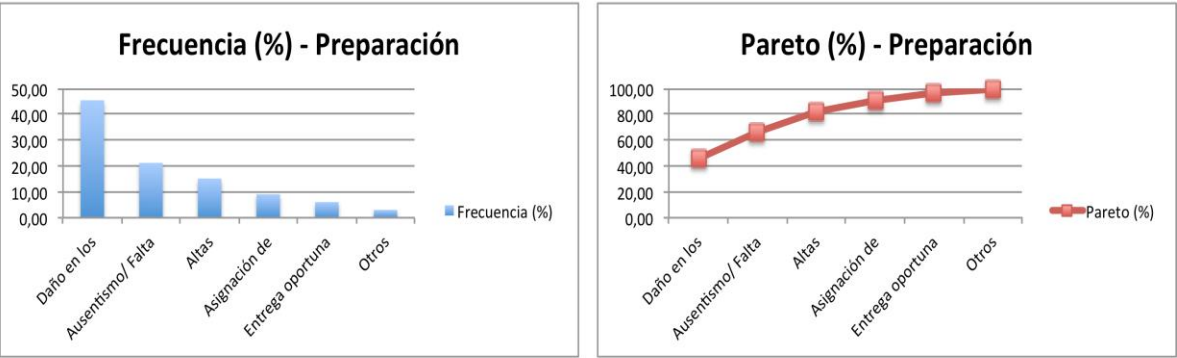 Frecuencia (%) - Preparación
50,00
40,00
30,00
20,00
10,00
0,00
Daño en los
Ausentismo/ Falta
Altas
Asignación de
Entrega oportuna
Otros
Frecuencia (%)
Pareto (%) - Preparación
100,00
80,00
60,00
40,00
20,00
0,00
Daño en los
Ausentismo/ Falta
Altas
Asignación de
Entrega oportuna
Otros
Pareto (%)